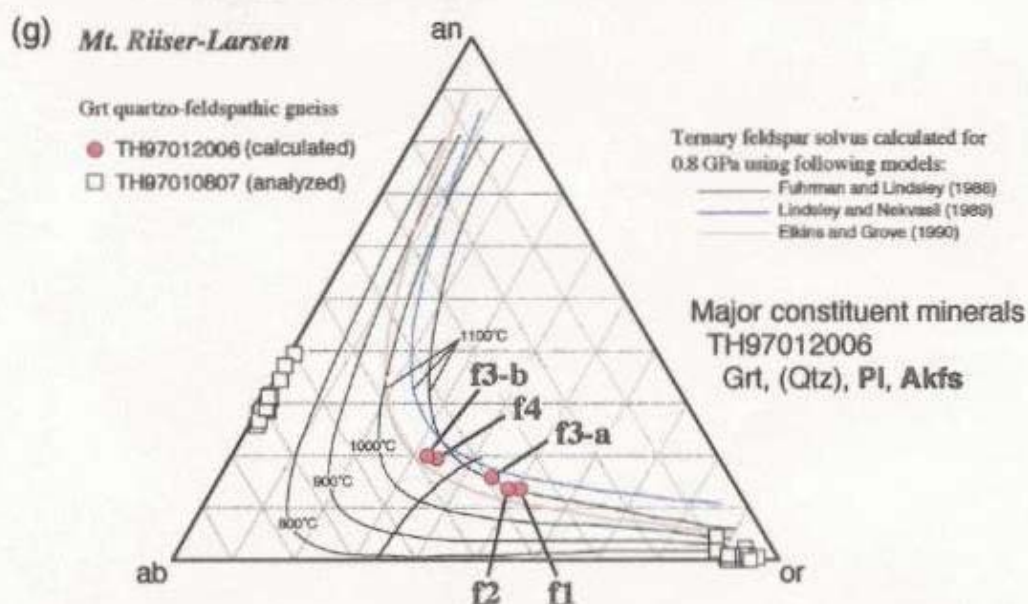 (g) Mt. Riiser-Larsen
an
Grt quartzo-feldspathic gneiss
TH97012006 (calculated)
TH97010807 (analyzed)
Ternary feldspar solvus calculated for
0.8 GPa using following models:
Fuhrman and Lindsley (1988)
Lindsley and Nekvasil (1989)
Elkins and Grove (1990)
Major constituent minerals
TH97012006
Grt, (Qtz), Pl, Akfs
1100°C
f3-b
f4
f3-a
1000°C
900°C
800°C
ab
or
f2
f1